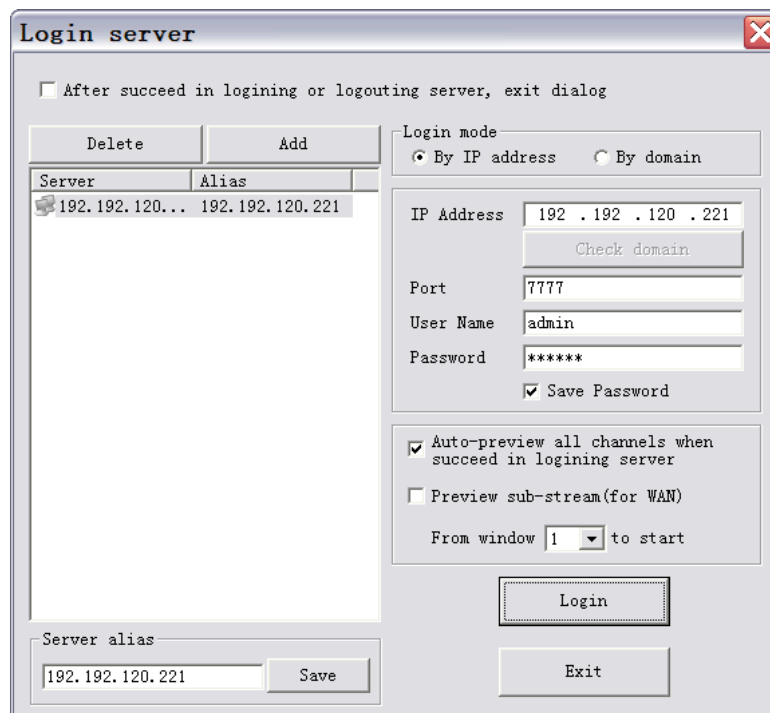 Login server
After succeed in logining or logouting server, exit dialog
Delete
Add
Server
Alias
192.192.120... 192.192.120.221
Server alias
192.192.120.221
Save
Login mode
By IP address
By domain
IP Address
192 .192 .120 .221
Check domain
Port
7777
User Name
admin
Password
******
Save Password
Auto-preview all channels when
succeed in logining server
Preview sub-stream(for WAN)
From window 1 to start
Login
Exit